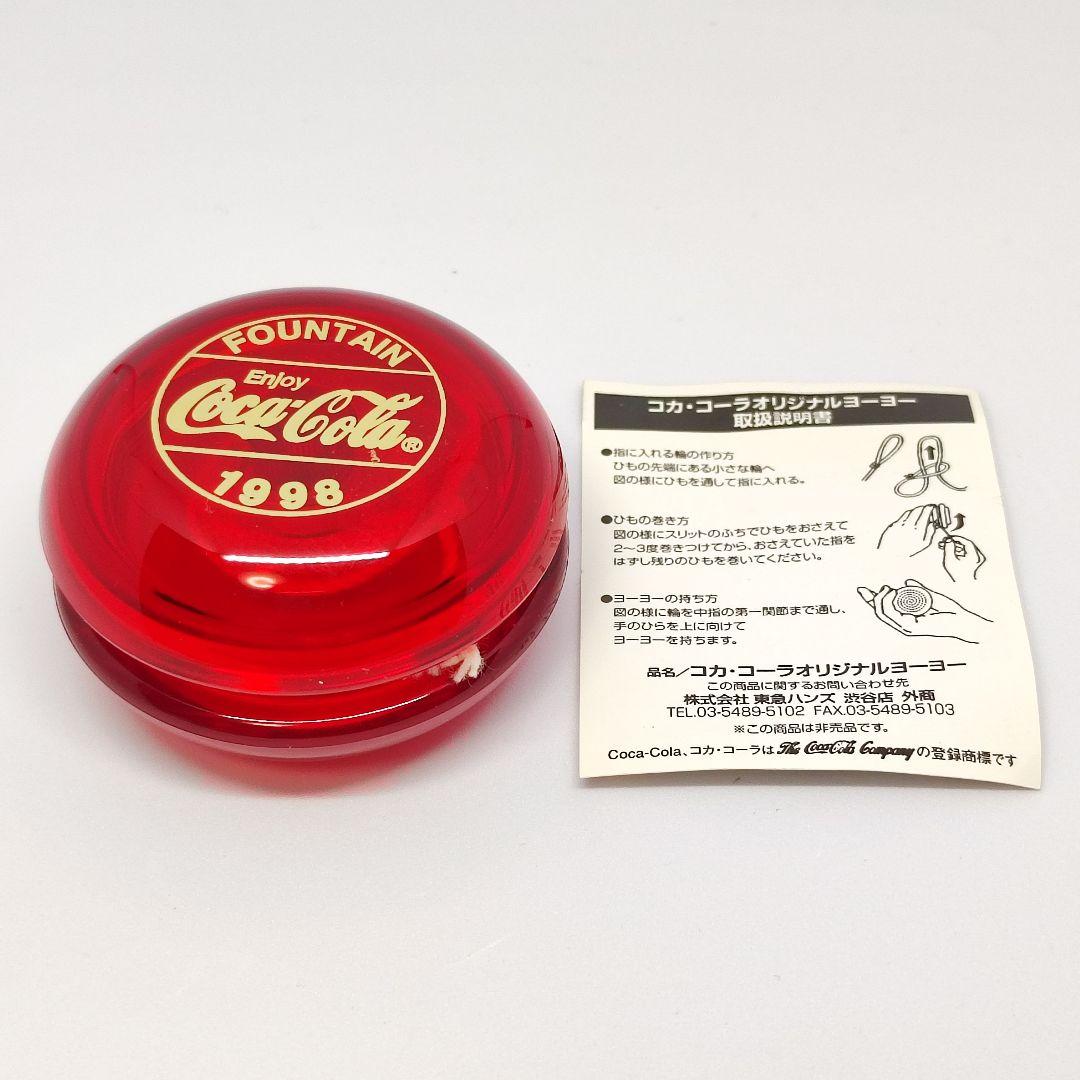 FOUNTAIN
Enjoy
Coca-Cola®
1998
コカ・コーラオリジナルヨーヨー
取扱説明書
●指に入れる輪の作り方
ひもの先端にある小さな輪へ
図の様にひもを通して指に入れる。
●ひもの巻き方
図の様にスリットのふちでひもをおさえて
2〜3度巻きつけてから、おさえていた指を
はずし残りのひもを巻いてください。
●ヨーヨーの持ち方
図の様に輪を中指の第一関節まで通し、
手のひらを上に向けて
ヨーヨーを持ちます。
品名／コカ・コーラオリジナルヨーヨー
この商品に関するお問い合わせ先
株式会社 東急ハンズ 渋谷店 外商
TEL.03-5489-5102 FAX.03-5489-5103
※この商品は非売品です。
Coca-Cola、コカ・コーラは The Coca-Cola Company の登録商標です